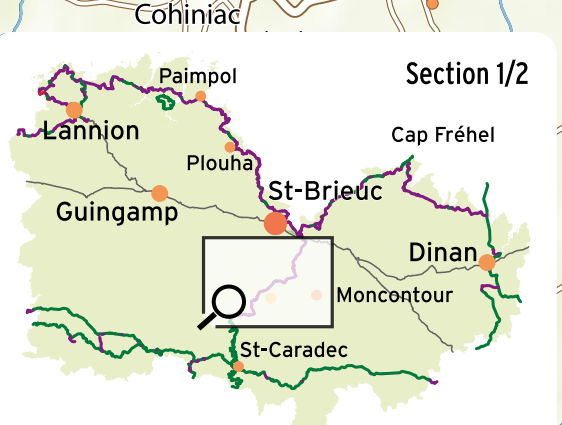 Cohiniac
Section 1/2
Paimpol
Lannion
Cap Fréhel
Plouha
St-Brieuc
Guingamp
Dinan
Moncontour
St-Caradec